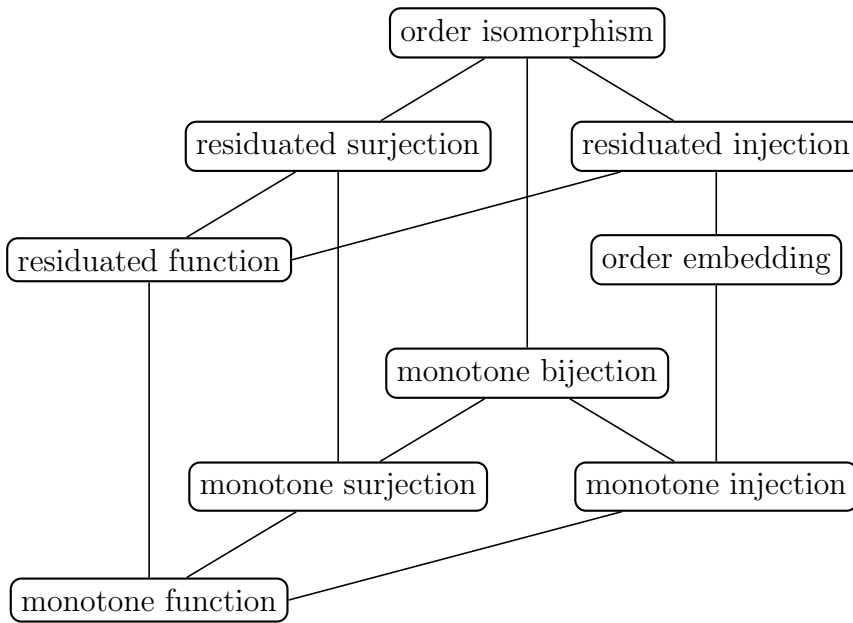 order isomorphism
residuated surjection
residuated injection
residuated function
order embedding
monotone bijection
monotone surjection
monotone injection
monotone function